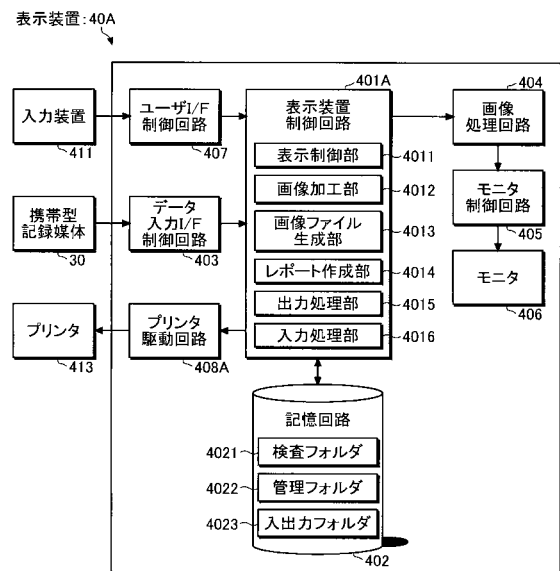 表示装置:40A
入力装置
411
ユーザI/F
制御回路
407
401A
表示装置
制御回路
表示制御部
4011
画像加工部
4012
画像ファイル
生成部
4013
レポート作成部
4014
出力処理部
4015
入力処理部
4016
404
画像
処理回路
モニタ
制御回路
405
モニタ
406
携帯型
記録媒体
30
データ
入力I/F
制御回路
403
プリンタ
413
プリンタ
駆動回路
408A
記憶回路
4021
検査フォルダ
4022
管理フォルダ
4023
入出力フォルダ
402